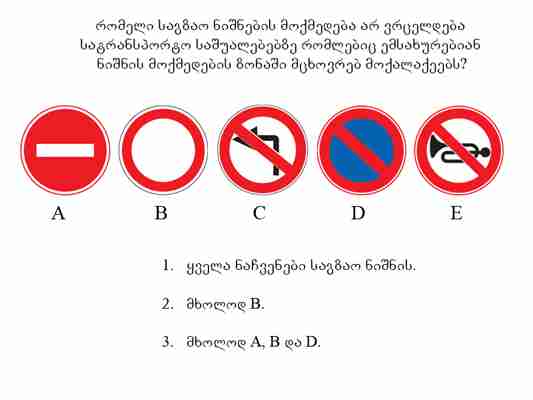 რომელი საგზაო ნიშნების მოქმედება არ ვრცელდება
საგრანსპორგო საშუალებებზე რომლებიც ემსახურებიან
ნიშნის მოქმედების ზონაში მცხოვრებ მოქალაქეებს?
A B C D E
1. ყველა ნაჩვენები საგზაო ნიშნის.
2. მხოლოდ B.
3. მხოლოდ A, B და D.